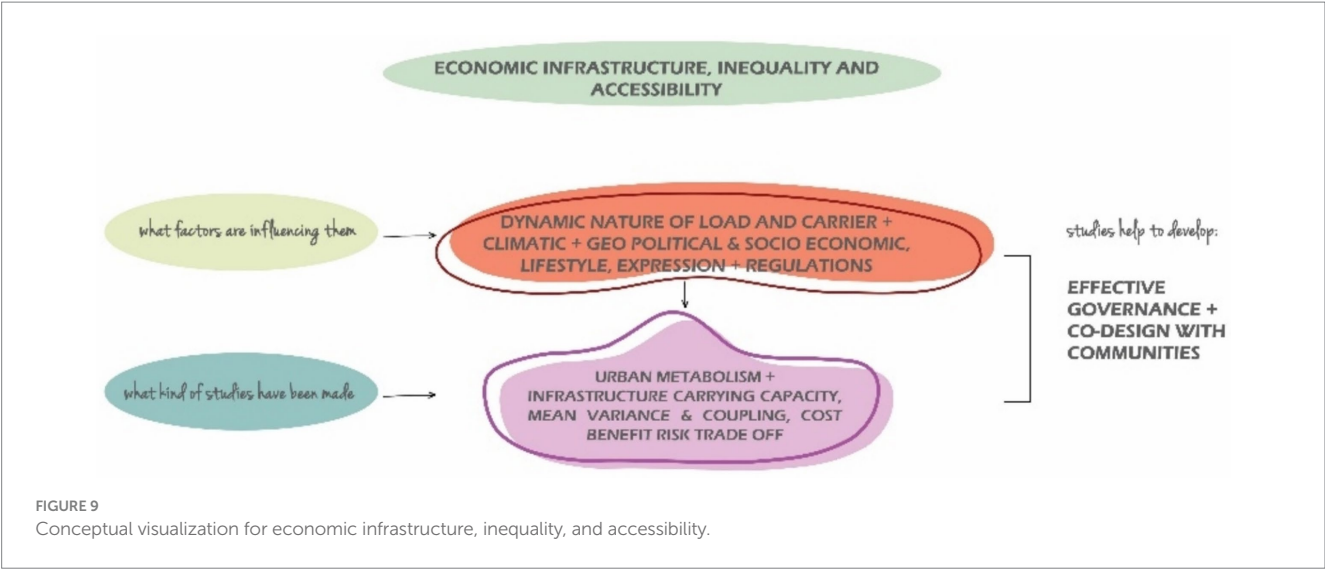 ECONOMIC INFRASTRUCTURE, INEQUALITY AND
ACCESSIBILITY
what factors are influencing them
DYNAMIC NATURE OF LOAD AND CARRIER +
CLIMATIC + GEO POLITICAL & SOCIO ECONOMIC,
LIFESTYLE, EXPRESSION + REGULATIONS
studies help to develop:
EFFECTIVE
GOVERNANCE +
CO-DESIGN WITH
COMMUNITIES
what kind of studies have been made
URBAN METABOLISM +
INFRASTRUCTURE CARRYING CAPACITY,
MEAN VARIANCE & COUPLING, COST
BENEFIT RISK TRADE OFF
FIGURE 9
Conceptual visualization for economic infrastructure, inequality, and accessibility.